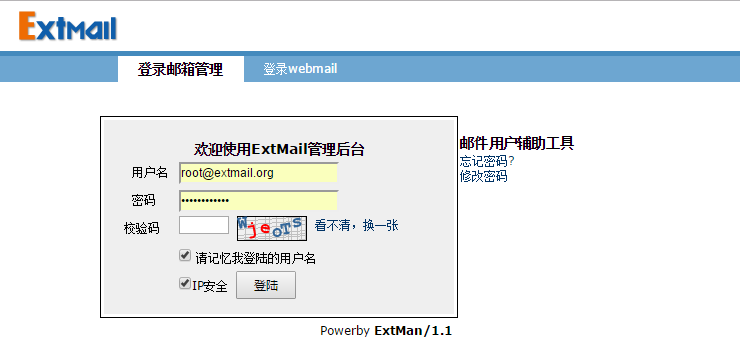 ExtMail
登录邮箱管理 登录webmail
欢迎使用ExtMail管理后台
用户名 root@extmail.org
密码 ••••••••••••
校验码 WjeoTS 看不清，换一张
请记忆我登陆的用户名
IP安全 登陆
邮件用户辅助工具
忘记密码?
修改密码
Powerby ExtMan/1.1